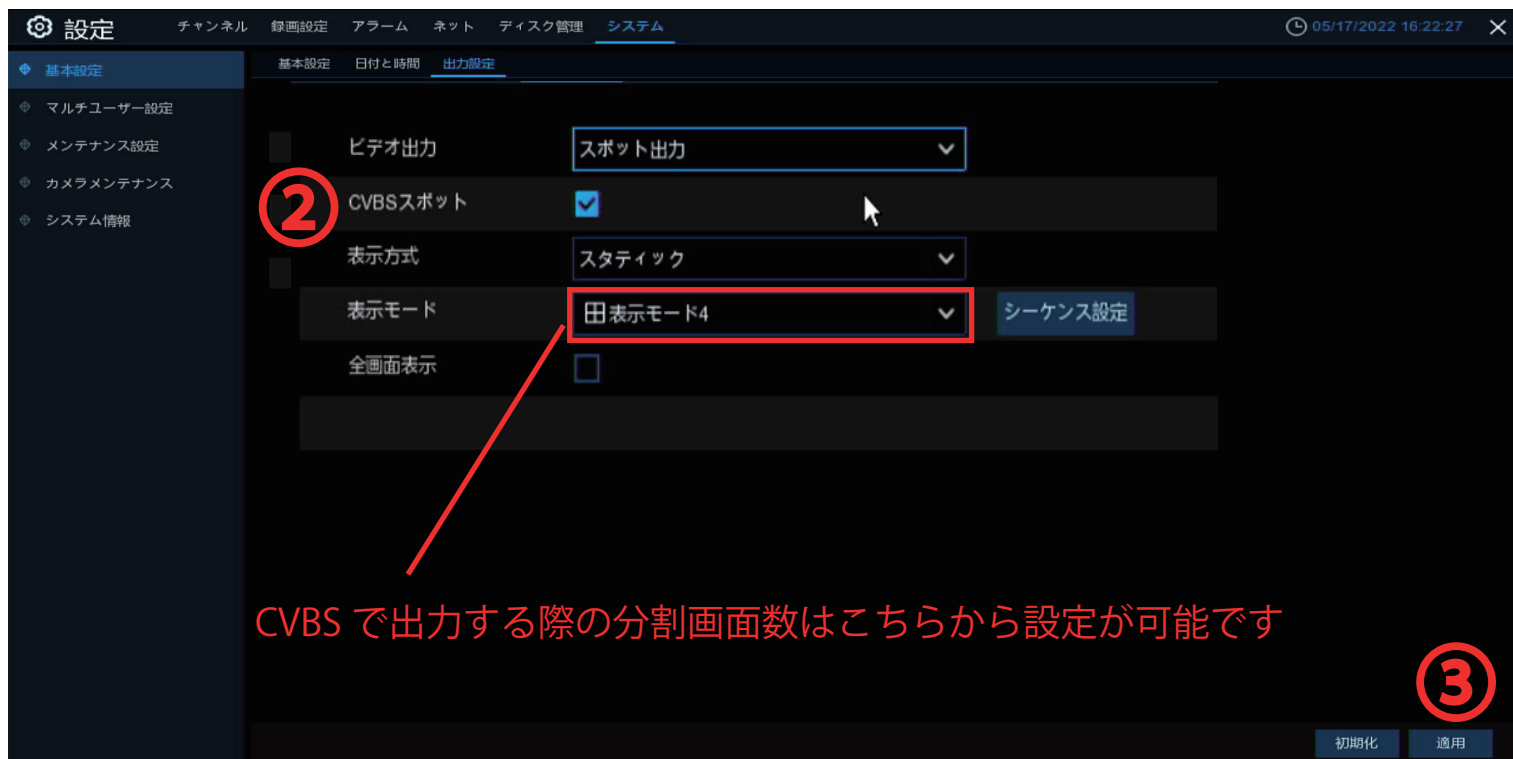 設定 チャンネル 録画設定 アラーム ネット ディスク管理 システム 05/17/2022 16:22:27
基本設定 基本設定 日付と時間 出力設定
マルチユーザー設定
メンテナンス設定
カメラメンテナンス
システム情報
ビデオ出力 スポット出力
② CVBSスポット
表示方式 スタティック
表示モード 表示モード4 シーケンス設定
全画面表示
CVBS で出力する際の分割画面数はこちらから設定が可能です
③
初期化 適用